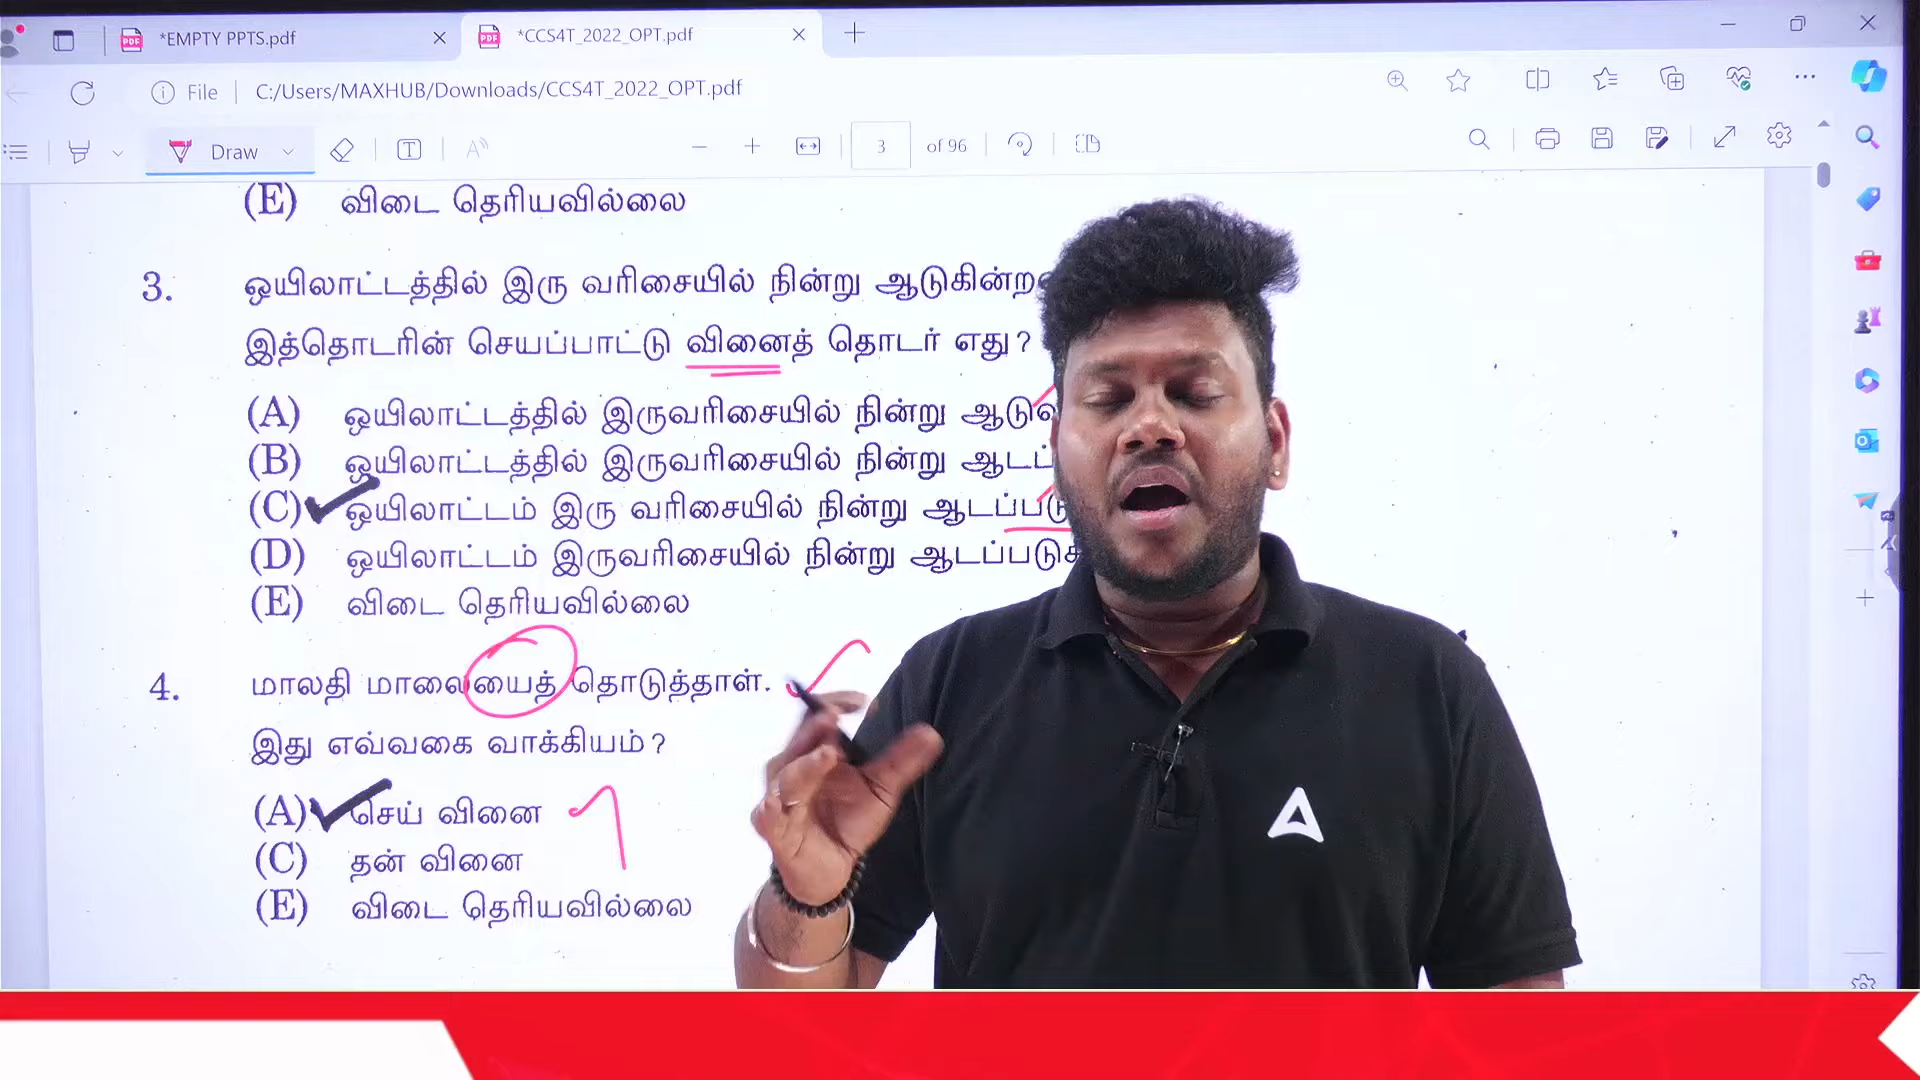 *EMPTY PPTS.pdf
*CCS4T_2022_OPT.pdf
File
C:/Users/MAXHUB/Downloads/CCS4T_2022_OPT.pdf
Draw
3 of 96
(E) விடை தெரியவில்லை
3. ஒயிலாட்டத்தில் இரு வரிசையில் நின்று
இத்தொடரின் செயப்பாட்டு வினைத் தொடர் எது?
(A) ஒயிலாட்டத்தில் இருவரிசையில் நின்று
(B) ஒயிலாட்டத்தில் இருவரிசையில் நின்று
(C) ஒயிலாட்டம் இரு வரிசையில் நின்று
(D) ஒயிலாட்டம் இருவரிசையில் நின்று
(E) விடை தெரியவில்லை
4. மாலதி மாலையைத் தொடுத்தாள்.
இது எவ்வகை வாக்கியம்?
(A) செய் வினை
(C) தன் வினை
(E) விடை தெரியவில்லை